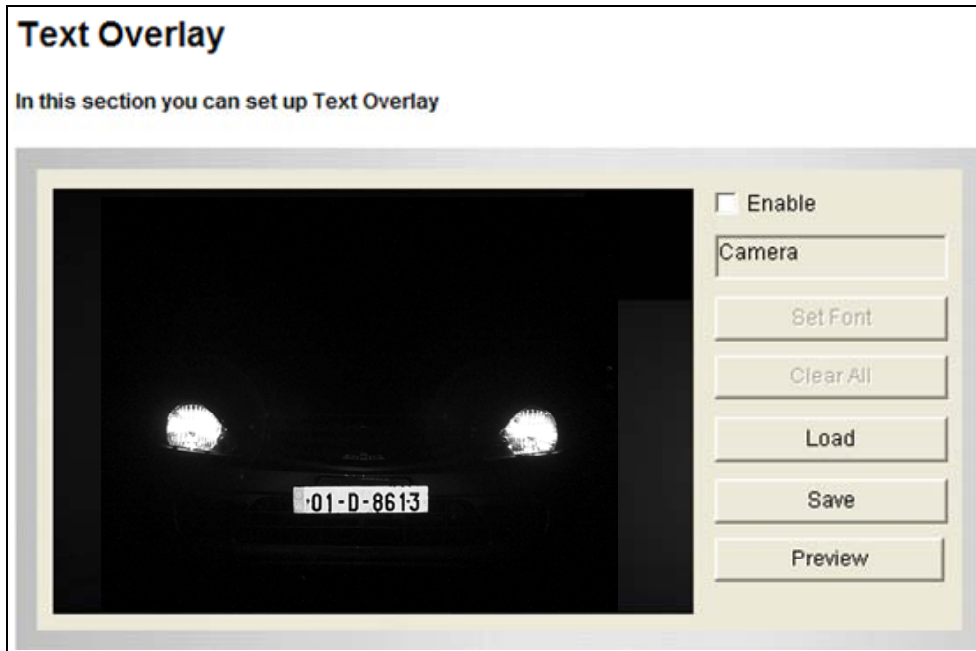 Text Overlay
In this section you can set up Text Overlay
Enable
Camera
Set Font
Clear All
Load
Save
Preview
01-D-8613